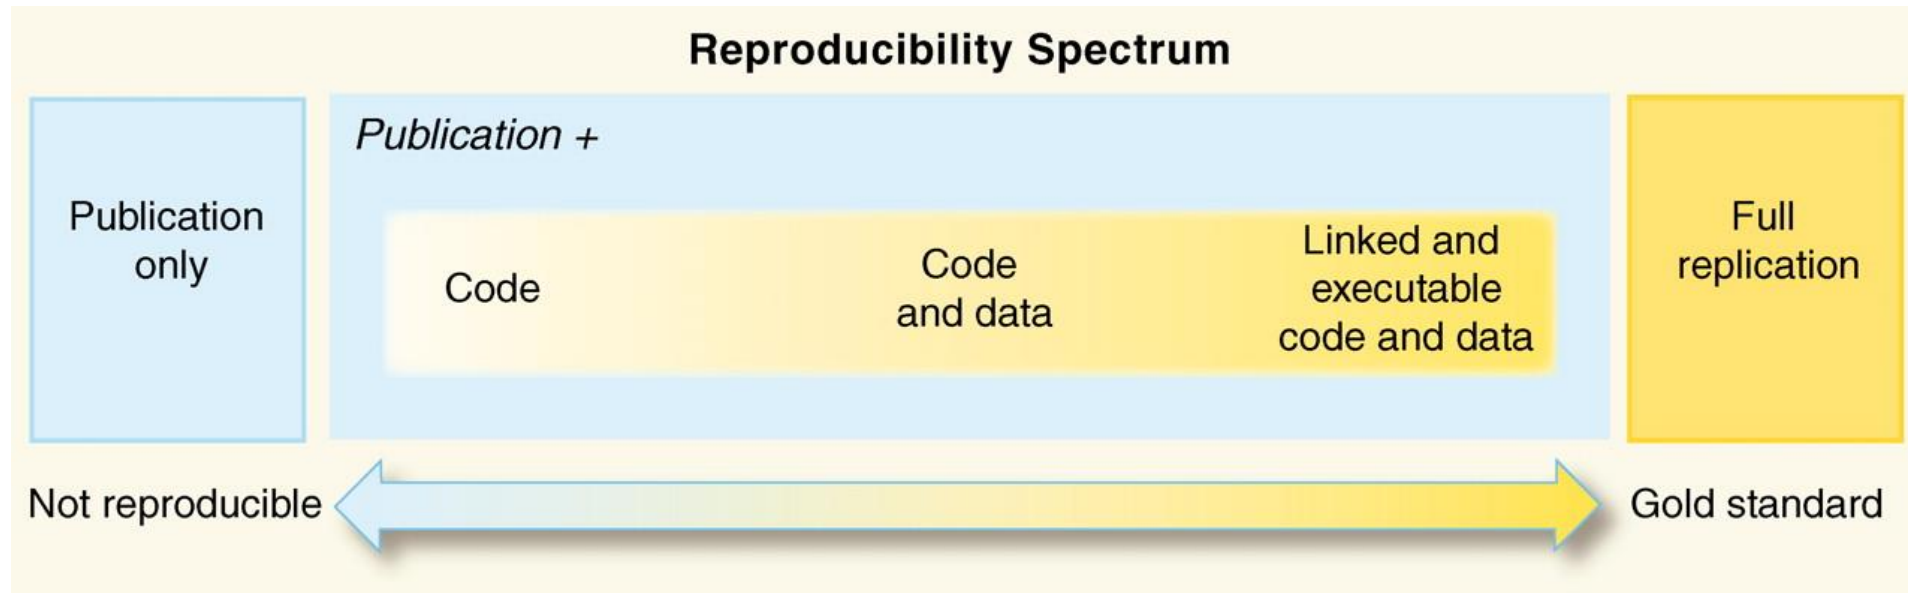 Reproducibility Spectrum
Publication
only
Publication +
Code
Code
and data
Linked and
executable
code and data
Full
replication
Not reproducible
Gold standard